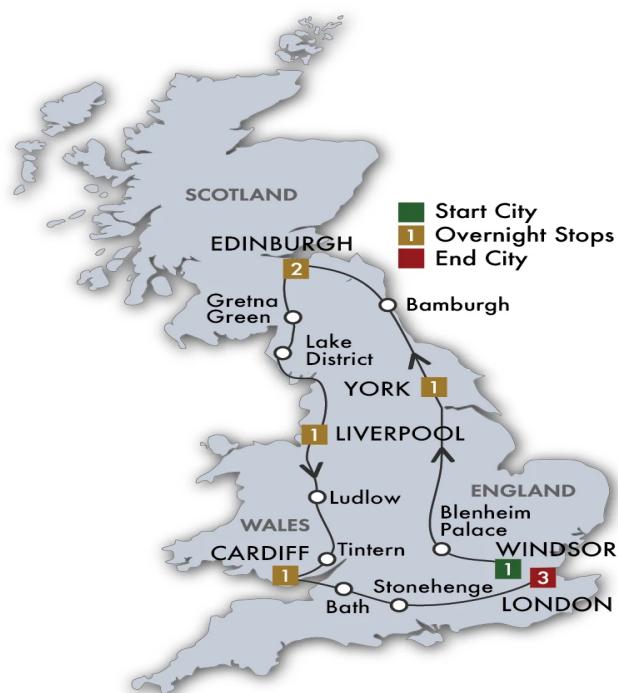 SCOTLAND
Start City
1 Overnight Stops
End City
EDINBURGH
2
Gretna
Green
Bamburgh
Lake
District
YORK 1
1 LIVERPOOL
Ludlow
ENGLAND
Blenheim
Palace
WALES
CARDIFF
1
Tintern
WINDSOR
1
3
Bath
Stonehenge
LONDON